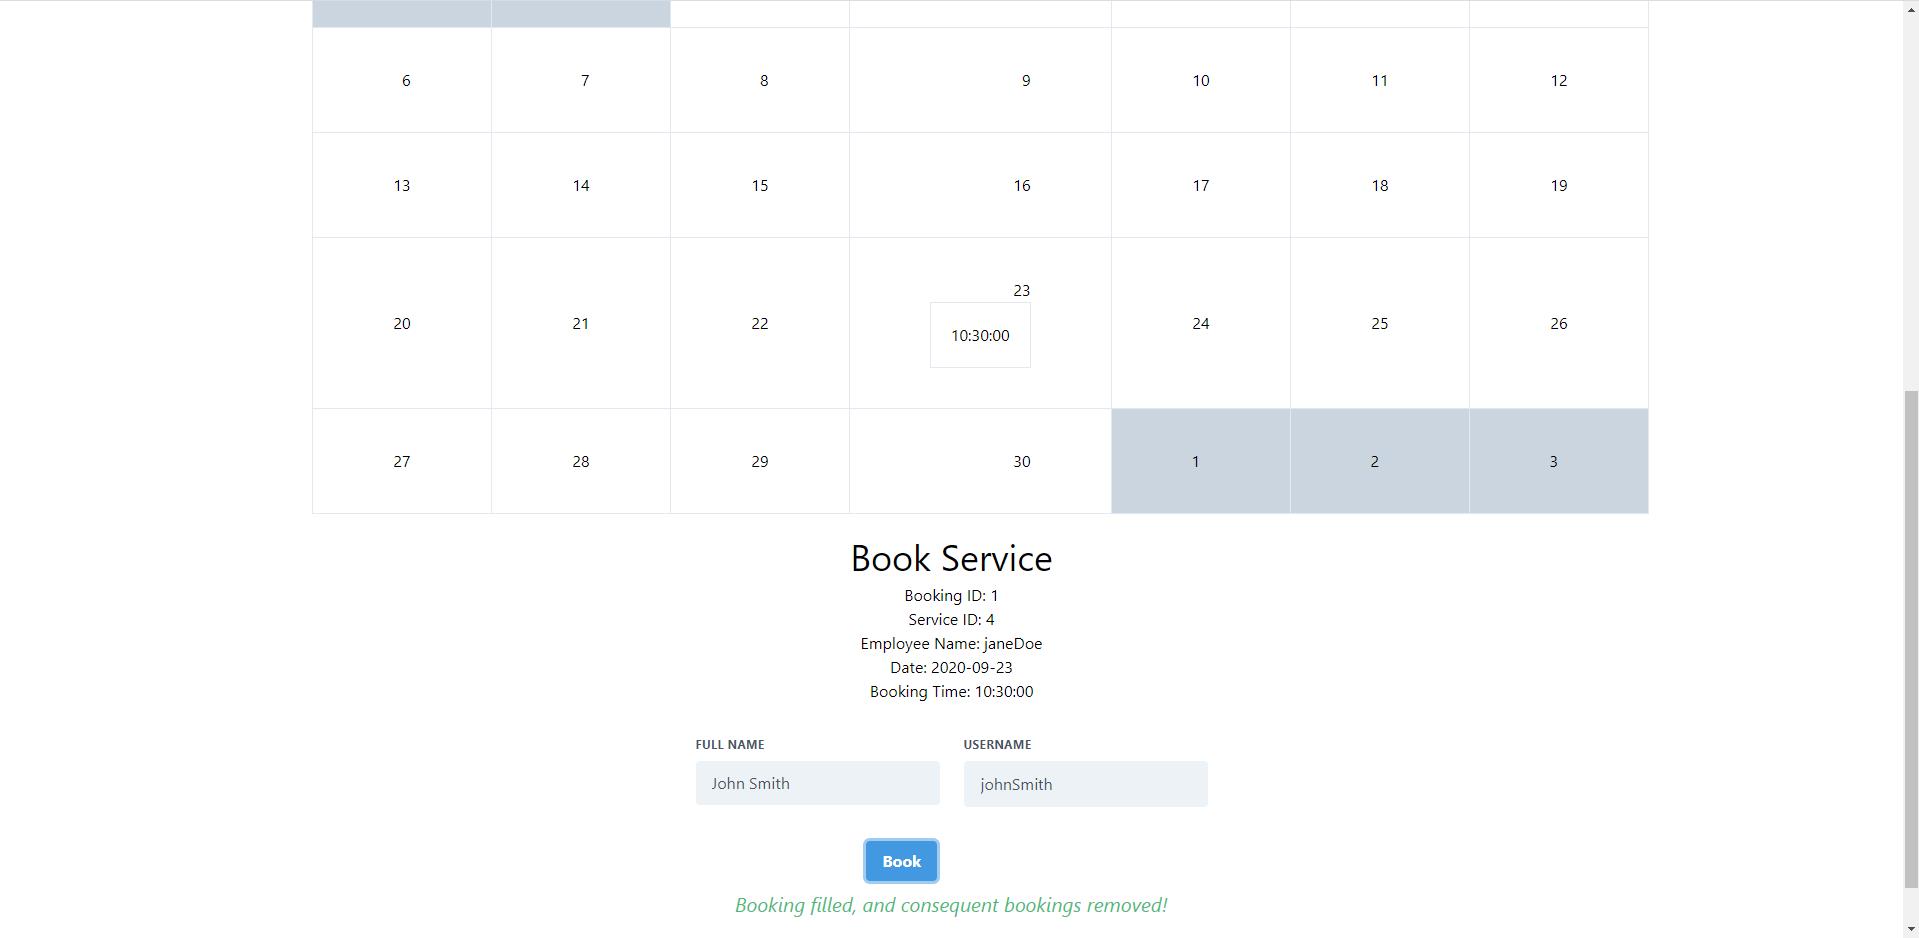 6 7 8 9 10 11 12
13 14 15 16 17 18 19
23
20 21 22 24 25 26
10:30:00
27 28 29 30 1 2 3
Book Service
Booking ID: 1
Service ID: 4
Employee Name: janeDoe
Date: 2020-09-23
Booking Time: 10:30:00
FULL NAME USERNAME
John Smith johnSmith
Book
Booking filled, and consequent bookings removed!